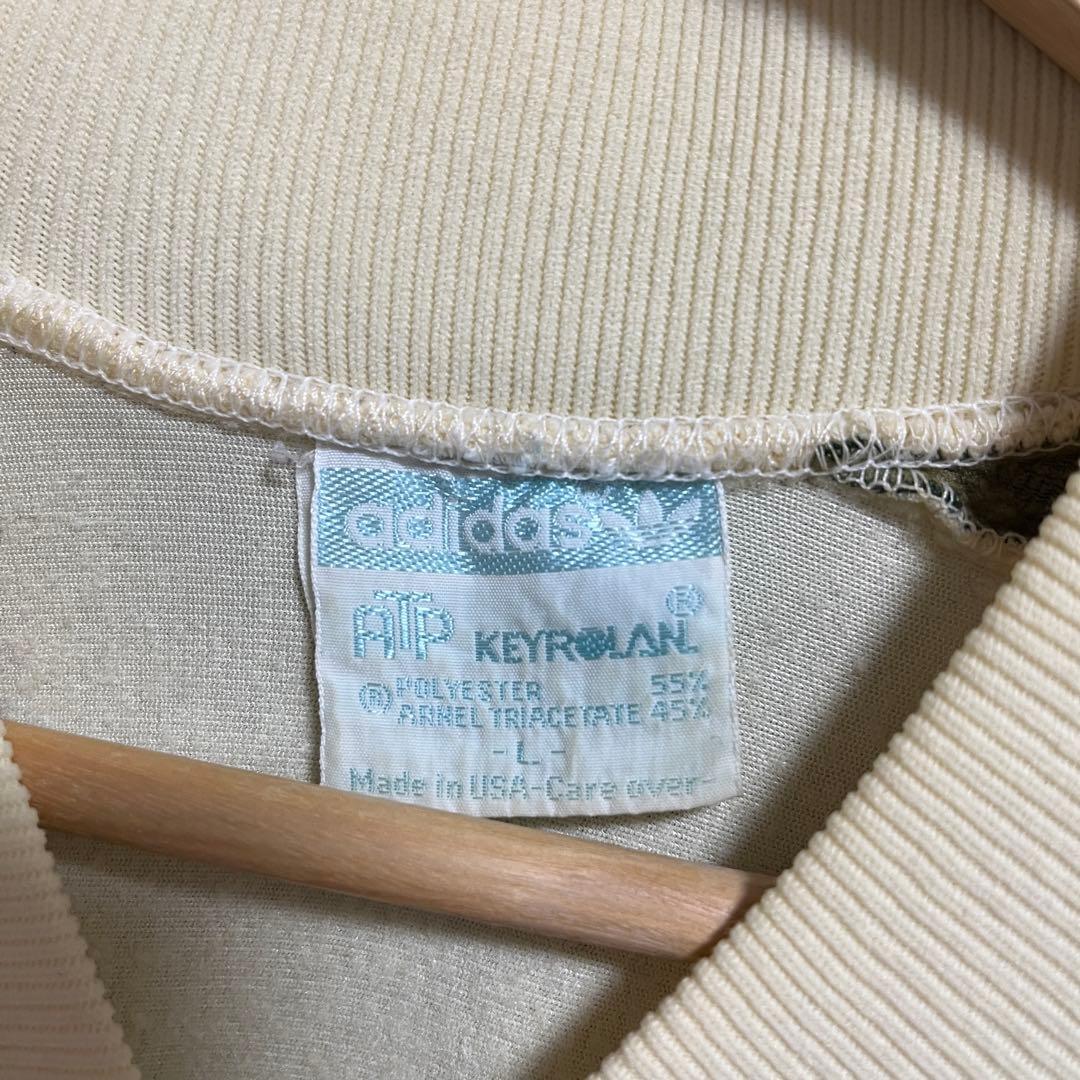 adidas
ATP KEYROLAN®
POLYESTER 55%
® ARNEL TRIACETATE 45%
- L -
Made in USA-Care over-